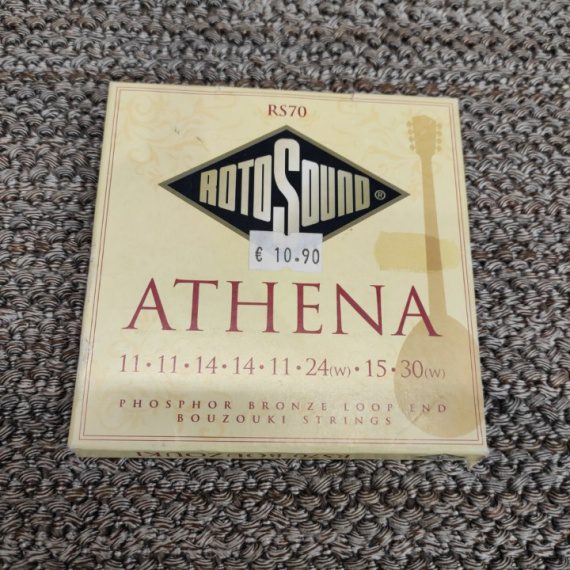 RS70
ROTOSOUND®
€ 10.90
ATHENA
11•11•14•14•11•24(W)•15•30(W)
PHOSPHOR BRONZE LOOP END
BOUZOUKI STRINGS